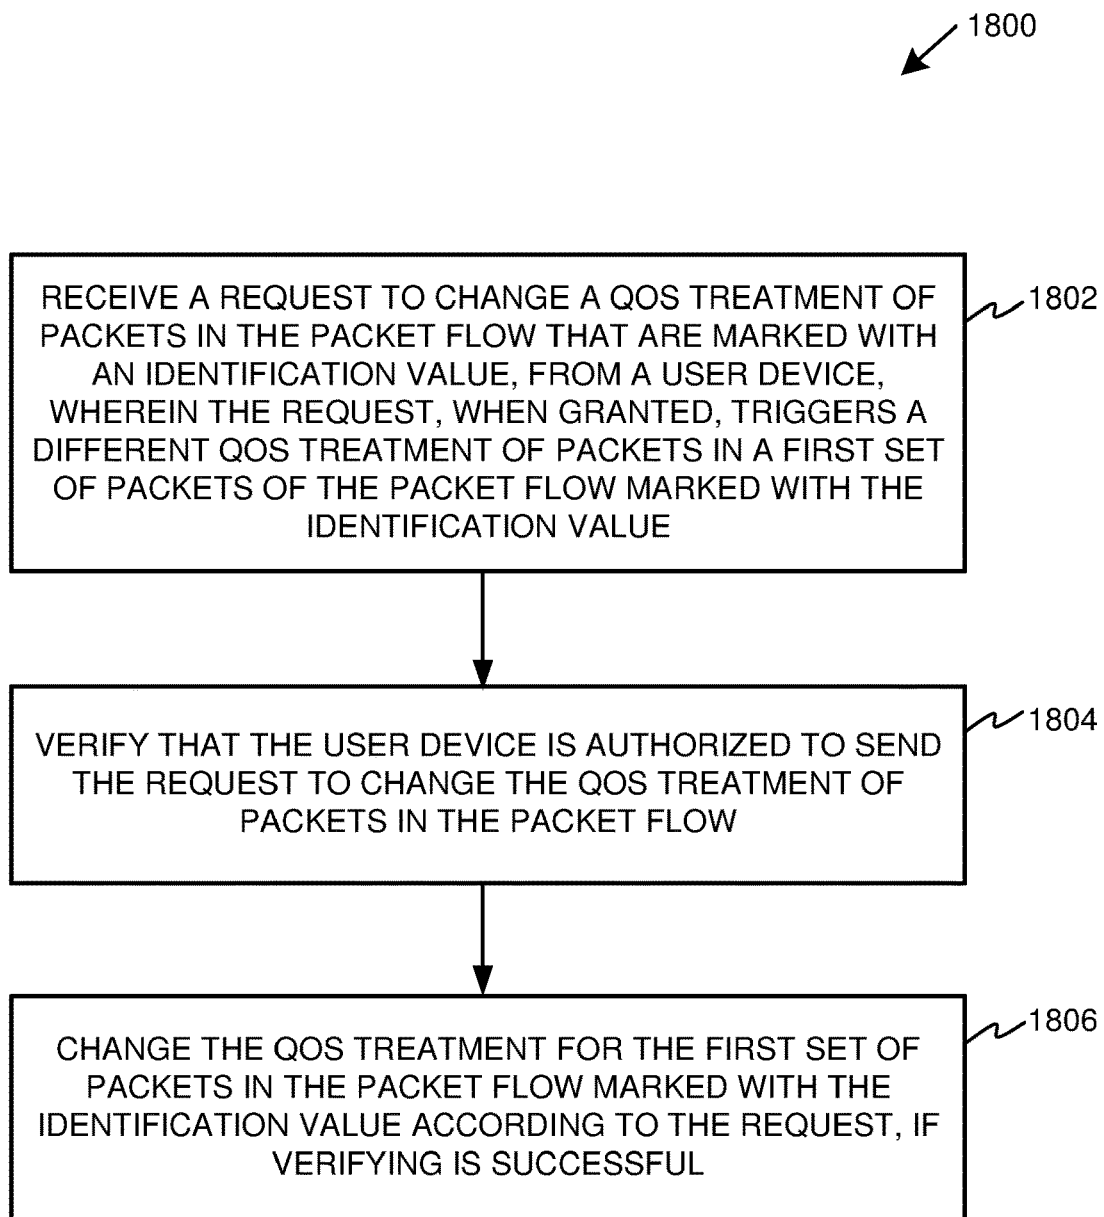 1800
RECEIVE A REQUEST TO CHANGE A QOS TREATMENT OF
PACKETS IN THE PACKET FLOW THAT ARE MARKED WITH
AN IDENTIFICATION VALUE, FROM A USER DEVICE,
WHEREIN THE REQUEST, WHEN GRANTED, TRIGGERS A
DIFFERENT QOS TREATMENT OF PACKETS IN A FIRST SET
OF PACKETS OF THE PACKET FLOW MARKED WITH THE
IDENTIFICATION VALUE
1802
VERIFY THAT THE USER DEVICE IS AUTHORIZED TO SEND
THE REQUEST TO CHANGE THE QOS TREATMENT OF
PACKETS IN THE PACKET FLOW
1804
CHANGE THE QOS TREATMENT FOR THE FIRST SET OF
PACKETS IN THE PACKET FLOW MARKED WITH THE
IDENTIFICATION VALUE ACCORDING TO THE REQUEST, IF
VERIFYING IS SUCCESSFUL
1806